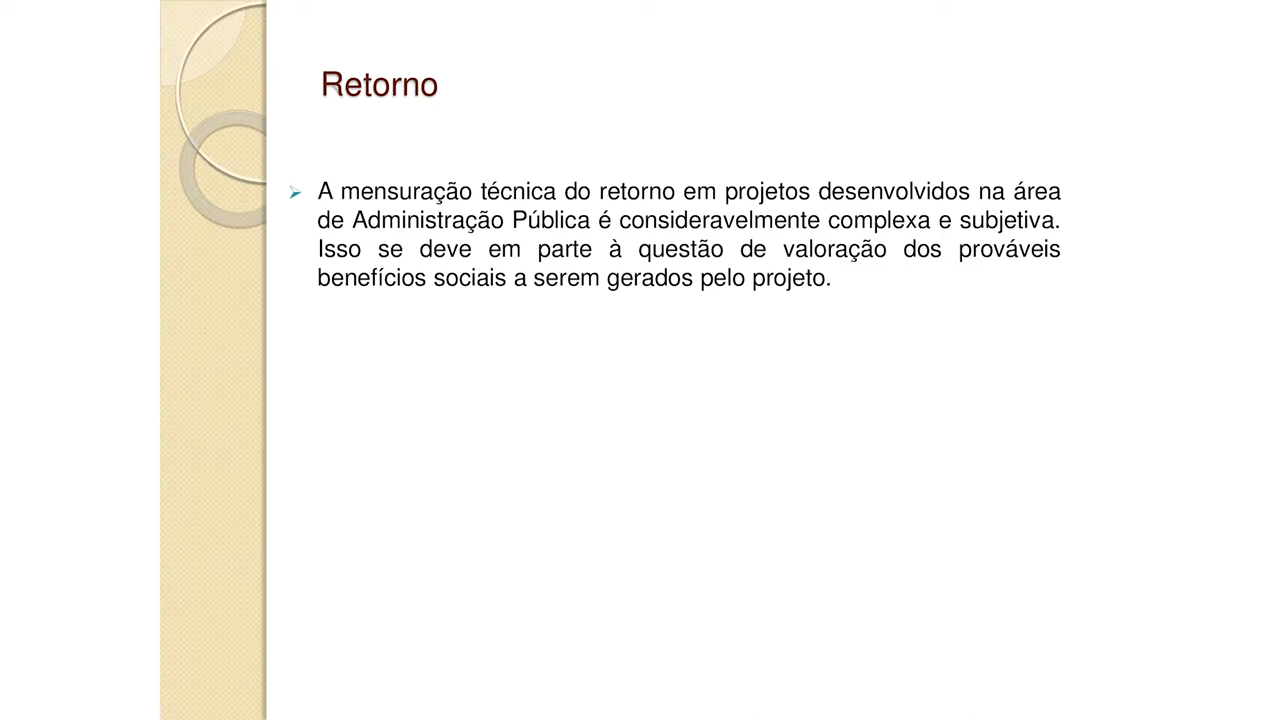 Retorno
A mensuração técnica do retorno em projetos desenvolvidos na área
de Administração Pública é consideravelmente complexa e subjetiva.
Isso se deve em parte à questão de valoração dos prováveis
benefícios sociais a serem gerados pelo projeto.